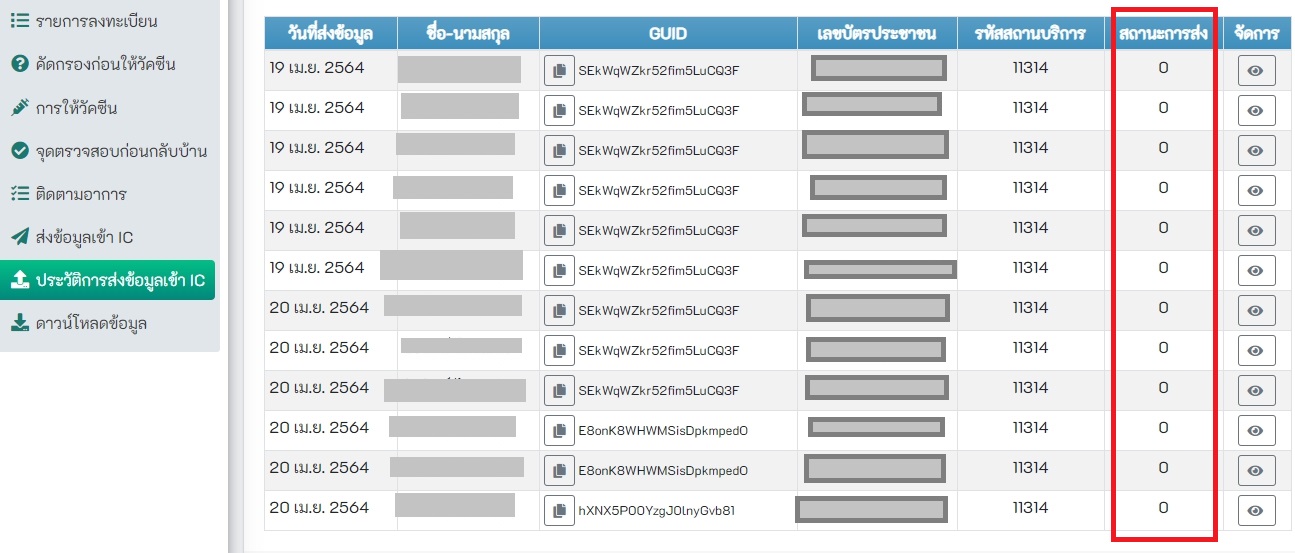 รายการลงทะเบียน
คัดกรองก่อนให้วัคซีน
การให้วัคซีน
จุดตรวจสอบก่อนกลับบ้าน
ติดตามอาการ
ส่งข้อมูลเข้า IC
ประวัติการส่งข้อมูลเข้า IC
ดาวน์โหลดข้อมูล
วันที่ส่งข้อมูล ชื่อ-นามสกุล GUID เลขบัตรประชาชน รหัสสถานบริการ สถานะการส่ง จัดการ
19 เม.ย. 2564 SEkWqWZkr52fim5LuCQ3F 11314 0
19 เม.ย. 2564 SEkWqWZkr52fim5LuCQ3F 11314 0
19 เม.ย. 2564 SEkWqWZkr52fim5LuCQ3F 11314 0
19 เม.ย. 2564 SEkWqWZkr52fim5LuCQ3F 11314 0
19 เม.ย. 2564 SEkWqWZkr52fim5LuCQ3F 11314 0
19 เม.ย. 2564 SEkWqWZkr52fim5LuCQ3F 11314 0
20 เม.ย. 2564 SEkWqWZkr52fim5LuCQ3F 11314 0
20 เม.ย. 2564 SEkWqWZkr52fim5LuCQ3F 11314 0
20 เม.ย. 2564 SEkWqWZkr52fim5LuCQ3F 11314 0
20 เม.ย. 2564 E8onK8WHWMSisDpkmpedO 11314 0
20 เม.ย. 2564 E8onK8WHWMSisDpkmpedO 11314 0
20 เม.ย. 2564 hXNX5P00YzgJ0lnyGvb81 11314 0